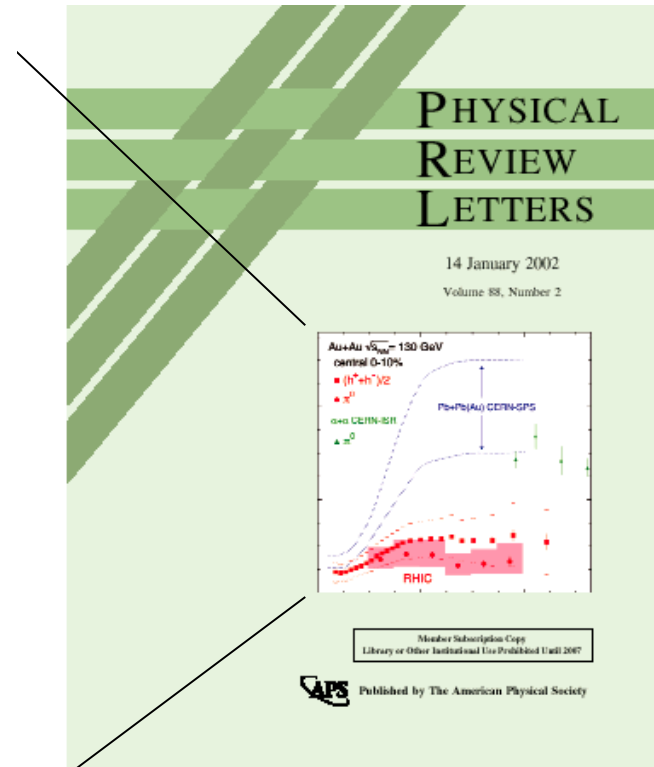 PHYSICAL
REVIEW
LETTERS
14 January 2002
Volume 88, Number 2
Au+Au √sNN = 130 GeV
central 0-10%
(h⁺+h⁻)/2
π⁰
α+α CERN-ISR
π⁰
Pb+Pb(Au) CERN-SPS
RHIC
Member Subscription Copy
Library or Other Institutional Use Prohibited Until 2007
APS Published by The American Physical Society